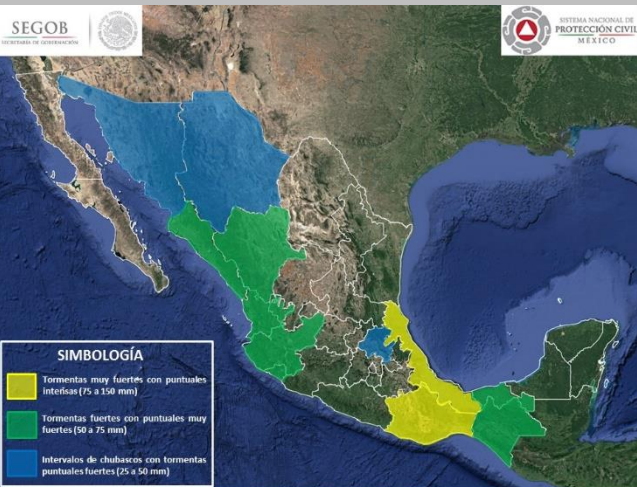 SEGOB
SECRETARÍA DE GOBERNACIÓN
SISTEMA NACIONAL DE
PROTECCIÓN CIVIL
MÉXICO
SIMBOLOGÍA
Tormentas muy fuertes con puntuales
intensas (75 a 150 mm)
Tormentas fuertes con puntuales muy
fuertes (50 a 75 mm)
Intervalos de chubascos con tormentas
puntuales fuertes (25 a 50 mm)